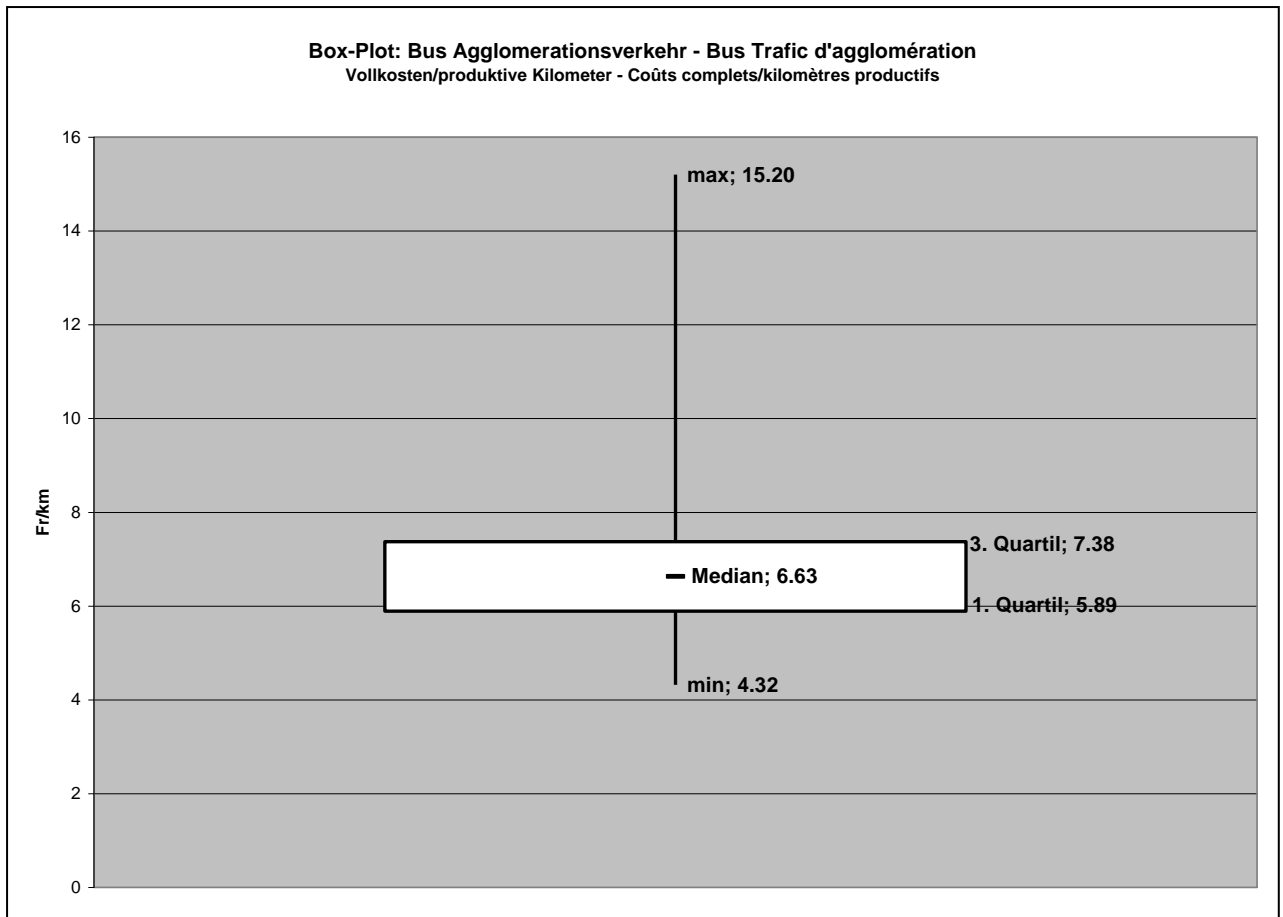 Box-Plot: Bus Agglomerationsverkehr - Bus Trafic d'agglomération
Vollkosten/produktive Kilometer - Coûts complets/kilomètres productifs
16
max; 15.20
14
12
10
Fr/km
8
3. Quartil; 7.38
Median; 6.63
6
1. Quartil; 5.89
min; 4.32
4
2
0